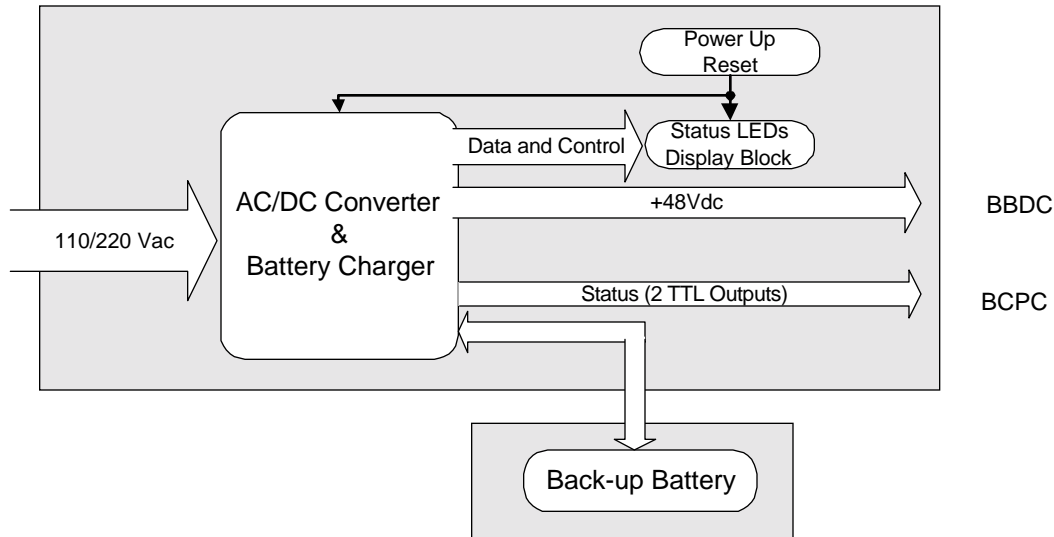 Power Up
Reset
Data and Control
Status LEDs
Display Block
AC/DC Converter
&
Battery Charger
+48Vdc
BBDC
110/220 Vac
Status (2 TTL Outputs)
BCPC
Back-up Battery